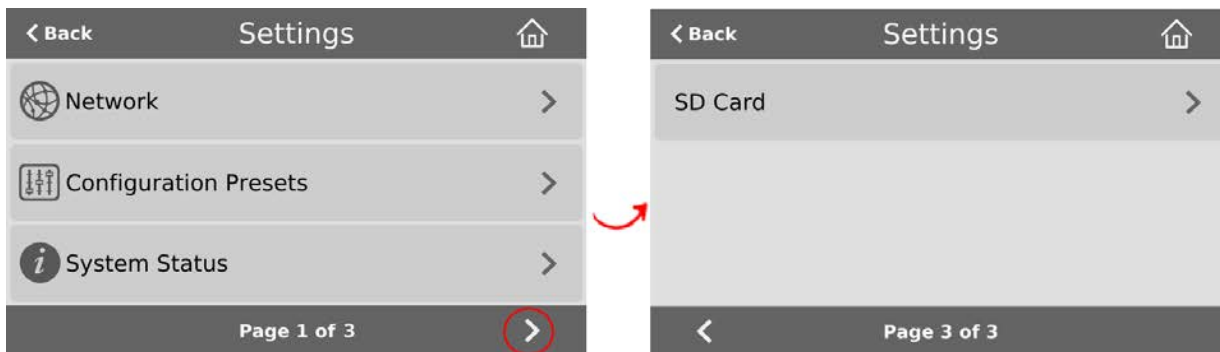 Back Settings
Network
Configuration Presets
i System Status
Page 1 of 3
Back Settings
SD Card
Page 3 of 3